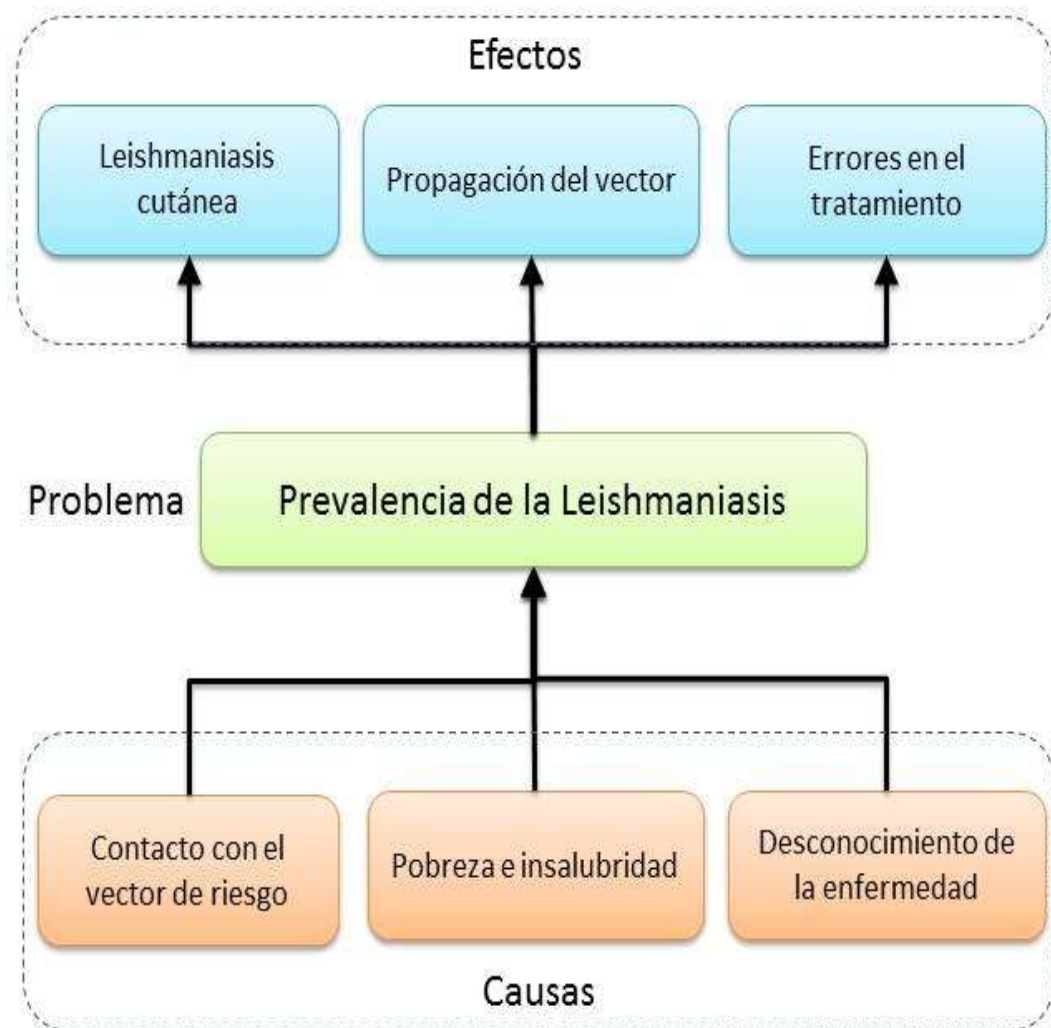 Efectos
Leishmaniasis
cutánea
Propagación del vector
Errores en el
tratamiento
Problema
Prevalencia de la Leishmaniasis
Contacto con el
vector de riesgo
Pobreza e insalubridad
Desconocimiento de
la enfermedad
Causas